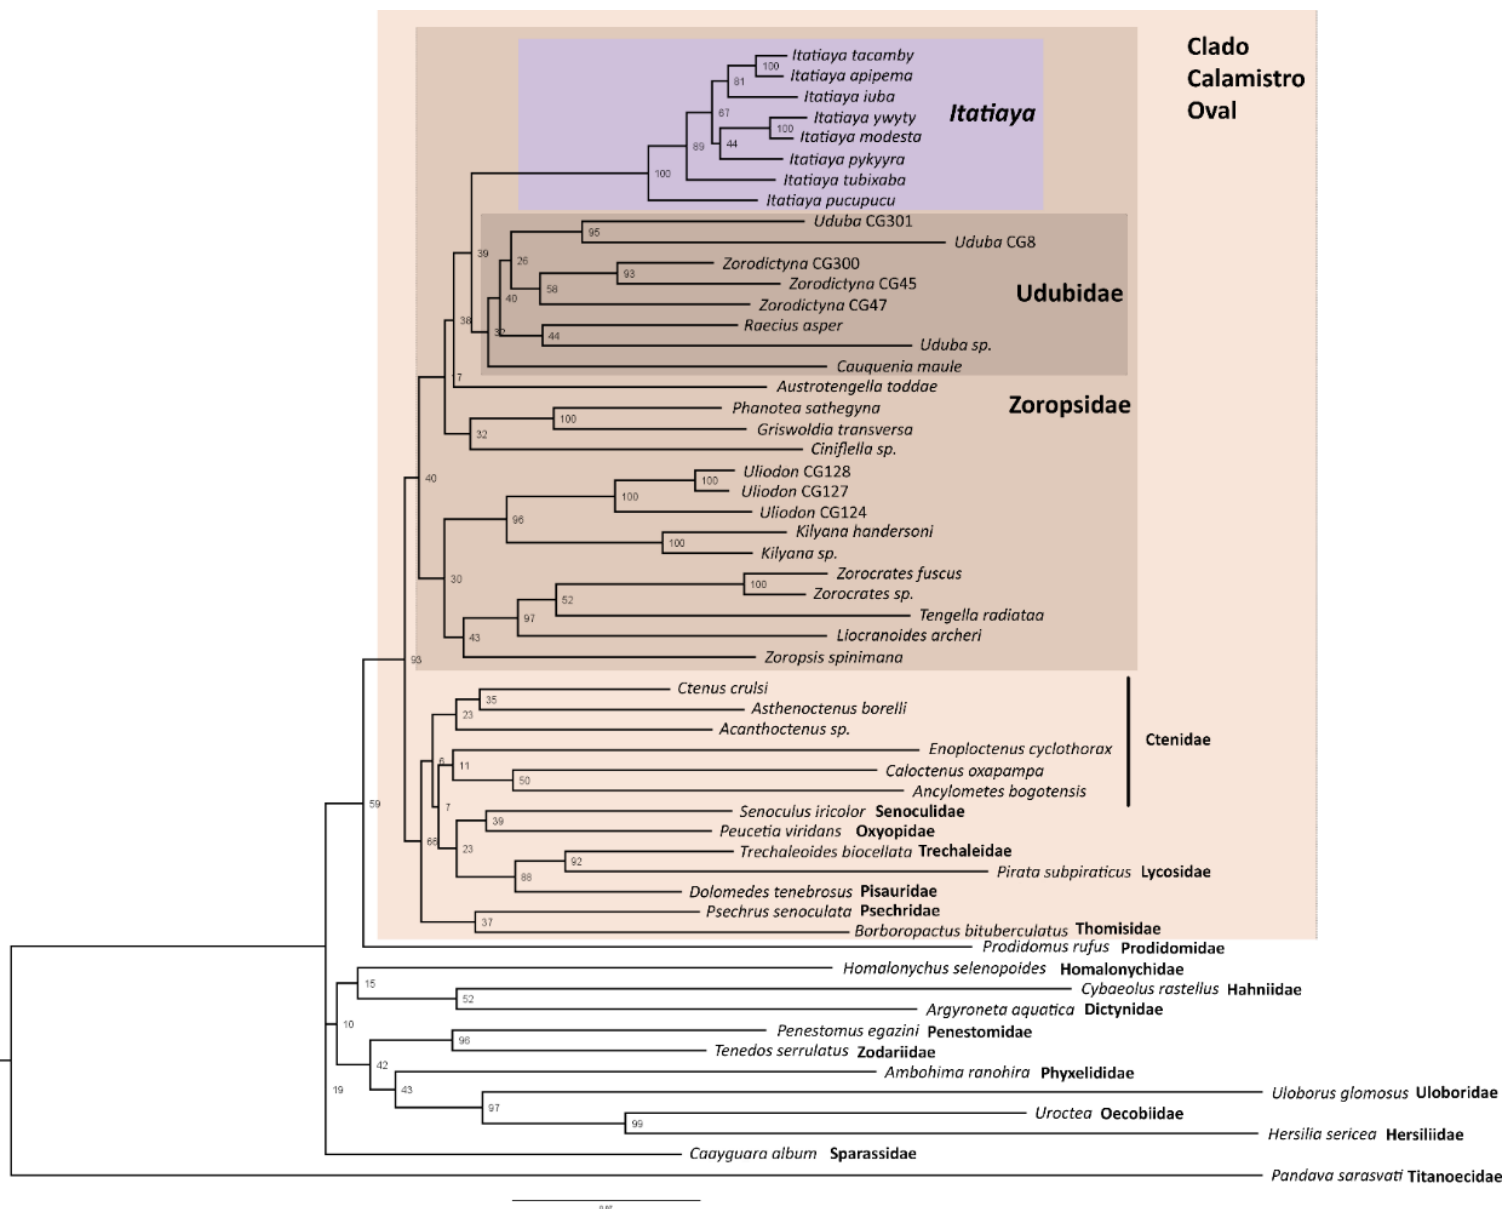 Clado
Calamistro
Oval
Itatiaya tacamby
100
Itatiaya apipema
81
Itatiaya iuba
67
Itatiaya
Itatiaya ywyty
100
Itatiaya modesta
44
89
Itatiaya pykyyra
100
Itatiaya tubixaba
Itatiaya pucupucu
Uduba CG301
95
Uduba CG8
39
26
Zorodictyna CG300
93
Zorodictyna CG45
58
Udubidae
40
Zorodictyna CG47
38
Raecius asper
32
44
Uduba sp.
Cauquenia maule
7
Austrotengella toddae
Zoropsidae
Phanotea sathegyna
100
Griswoldia transversa
32
Ciniflella sp.
40
Uliodon CG128
100
Uliodon CG127
100
Uliodon CG124
96
Kilyana handersoni
100
Kilyana sp.
30
Zorocrates fuscus
100
Zorocrates sp.
52
Tengella radiataa
97
Liocranoides archeri
43
Zoropsis spinimana
93
Ctenus crulsi
35
Asthenoctenus borelli
23
Acanthoctenus sp.
Ctenidae
Enoploctenus cyclothorax
6
11
Caloctenus oxapampa
50
Ancylometes bogotensis
59
7
Senoculus iricolor Senoculidae
39
Peucetia viridans Oxyopidae
66
23
Trechaleoides biocellata Trechaleidae
92
Pirata subpiraticus Lycosidae
88
Dolomedes tenebrosus Pisauridae
Psechrus senoculata Psechridae
37
Borboropactus bituberculatus Thomisidae
Prodidomus rufus Prodidomidae
Homalonychus selenopoides Homalonychidae
15
Cybaeolus rastellus Hahniidae
52
Argyroneta aquatica Dictynidae
10
Penestomus egazini Penestomidae
96
Tenedos serrulatus Zodariidae
42
Ambohima ranohira Phyxelididae
19
43
Uloborus glomosus Uloboridae
97
Uroctea Oecobiidae
99
Hersilia sericea Hersiliidae
Caayguara album Sparassidae
Pandava sarasvati Titanoecidae